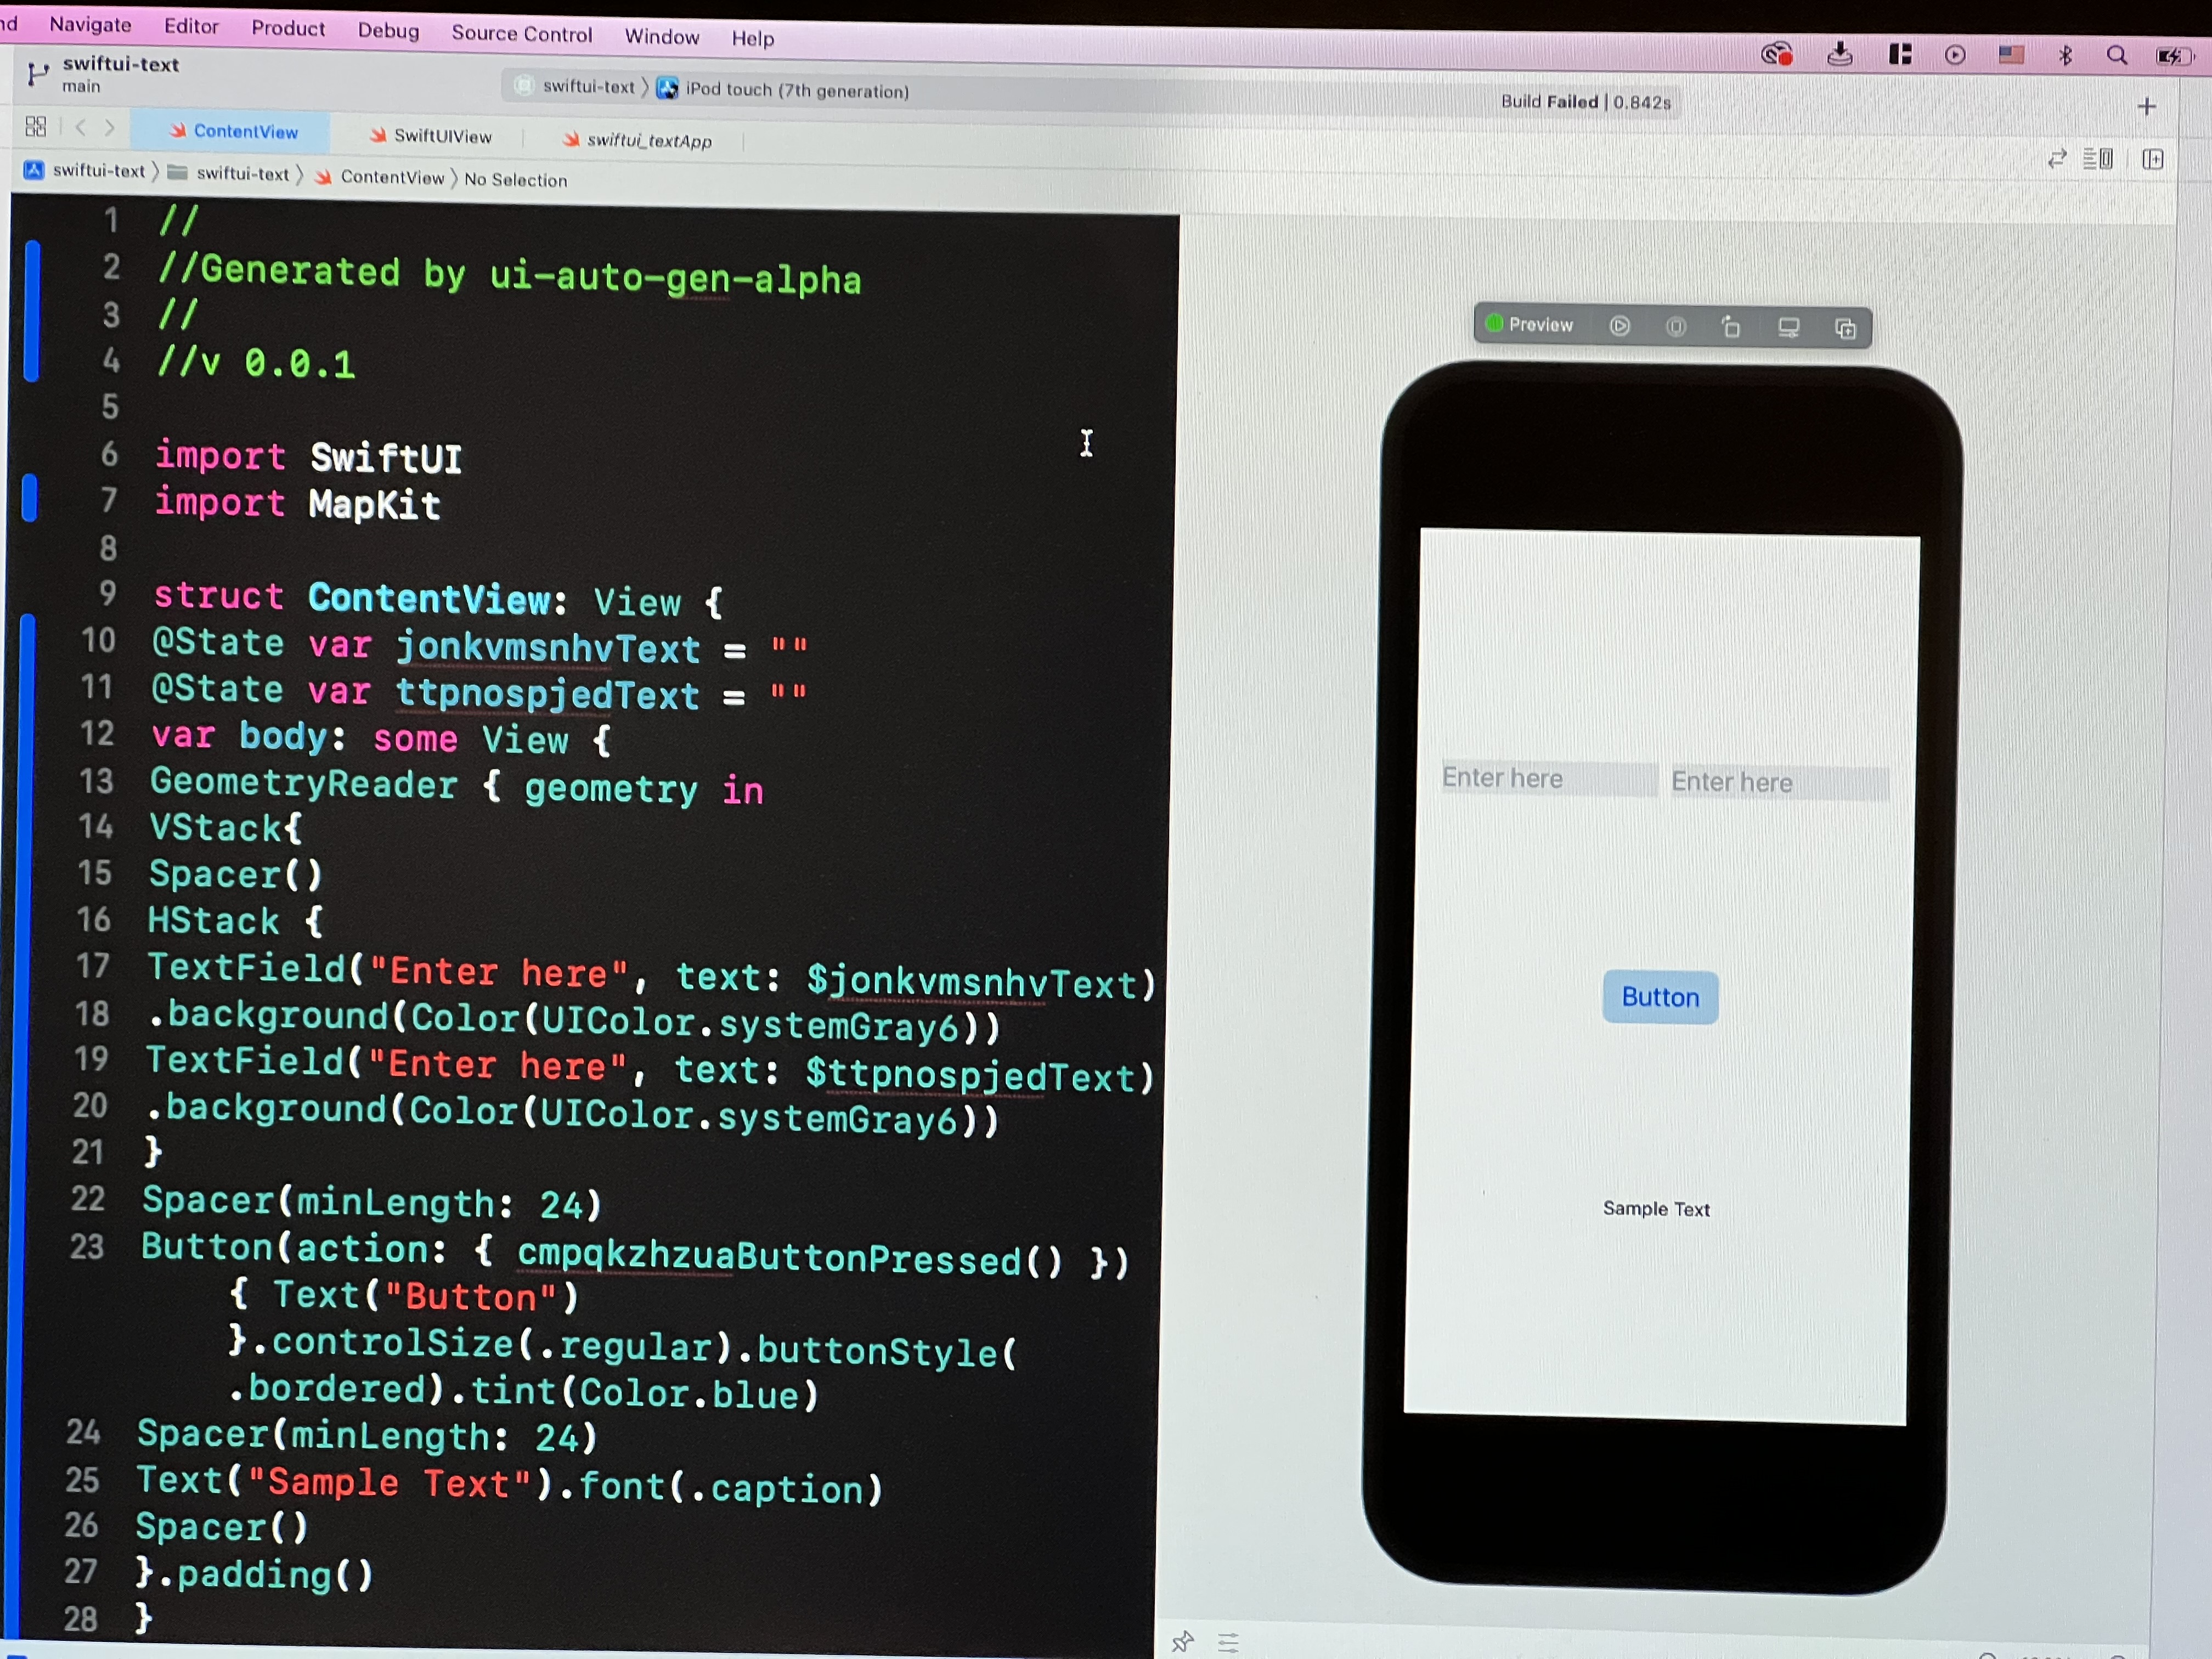 Navigate Editor Product Debug Source Control Window Help
swiftui-text
main
swiftui-text 〉 iPod touch (7th generation)
Build Failed | 0.842s
ContentView SwiftUIView swiftui_textApp
swiftui-text 〉 swiftui-text 〉 ContentView 〉 No Selection
1 //
2 //Generated by ui-auto-gen-alpha
3 //
4 //v 0.0.1
5
6 import SwiftUI
7 import MapKit
8
9 struct ContentView: View {
10 @State var jonkvmsnhvText = ""
11 @State var ttpnospjedText = ""
12 var body: some View {
13 GeometryReader { geometry in
14 VStack{
15 Spacer()
16 HStack {
17 TextField("Enter here", text: $jonkvmsnhvText)
18 .background(Color(UIColor.systemGray6))
19 TextField("Enter here", text: $ttpnospjedText)
20 .background(Color(UIColor.systemGray6))
21 }
22 Spacer(minLength: 24)
23 Button(action: { cmpqkzhzuaButtonPressed() })
{ Text("Button")
}.controlSize(.regular).buttonStyle(
.bordered).tint(Color.blue)
24 Spacer(minLength: 24)
25 Text("Sample Text").font(.caption)
26 Spacer()
27 }.padding()
28 }
Preview
Enter here Enter here
Button
Sample Text